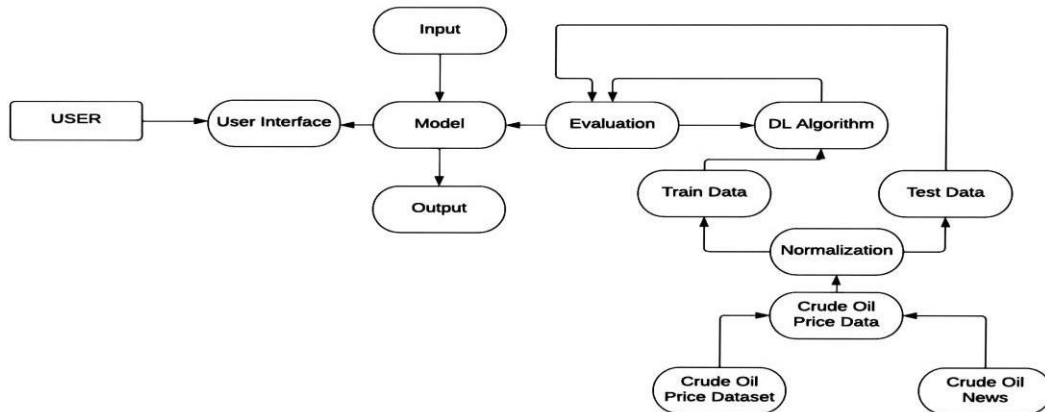 Input
USER
User Interface
Model
Evaluation
DL Algorithm
Output
Train Data
Test Data
Normalization
Crude Oil
Price Data
Crude Oil
Price Dataset
Crude Oil
News